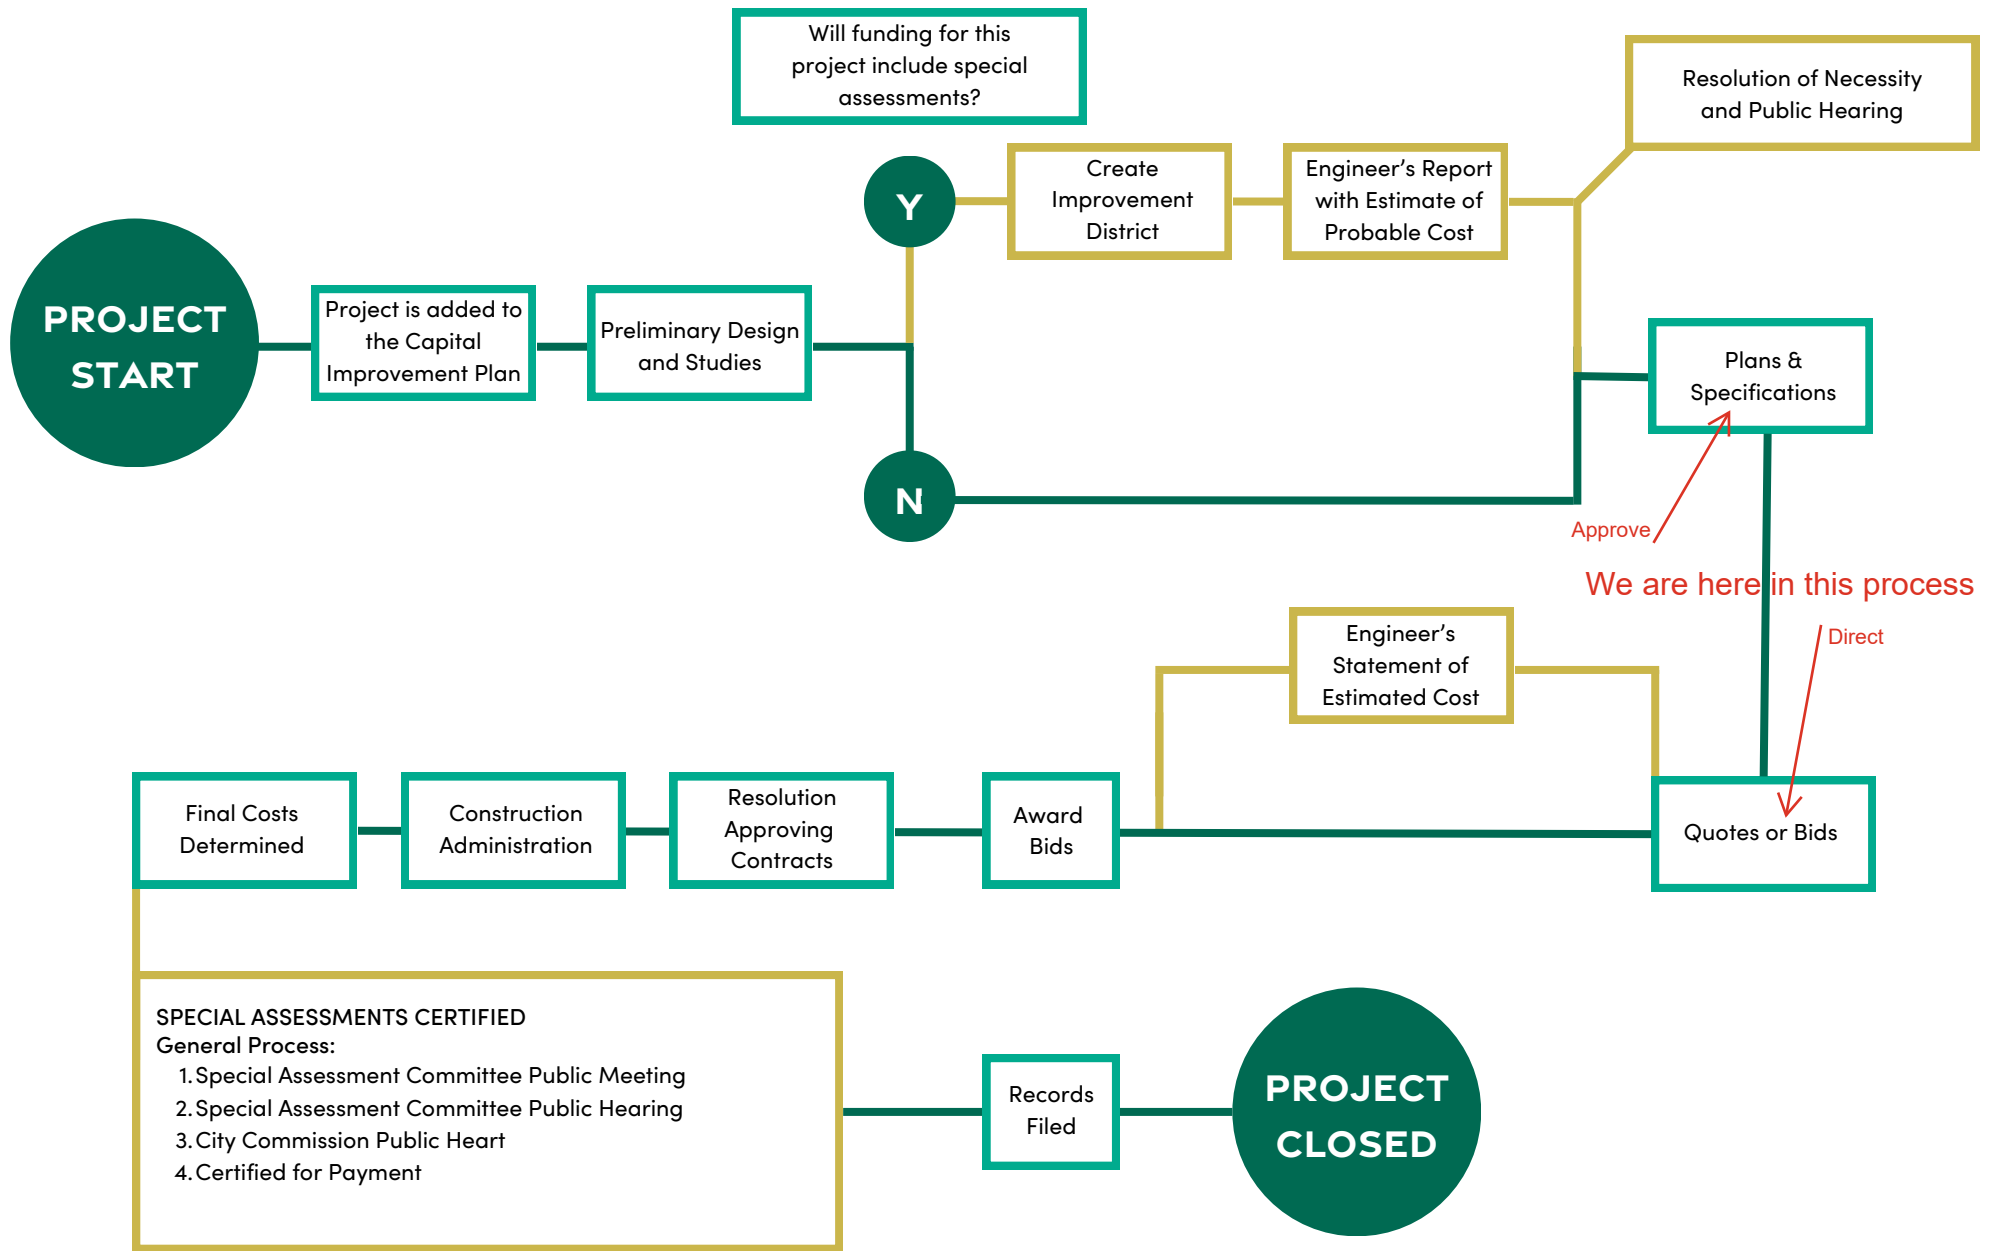 Will funding for this
project include special
assessments?
Resolution of Necessity
and Public Hearing
Y
Create
Improvement
District
Engineer's Report
with Estimate of
Probable Cost
PROJECT
START
Project is added to
the Capital
Improvement Plan
Preliminary Design
and Studies
Plans &
Specifications
N
Approve
We are here in this process
Direct
Engineer's
Statement of
Estimated Cost
Final Costs
Determined
Construction
Administration
Resolution
Approving
Contracts
Award
Bids
Quotes or Bids
SPECIAL ASSESSMENTS CERTIFIED
General Process:
1. Special Assessment Committee Public Meeting
2. Special Assessment Committee Public Hearing
3. City Commission Public Heart
4. Certified for Payment
Records
Filed
PROJECT
CLOSED